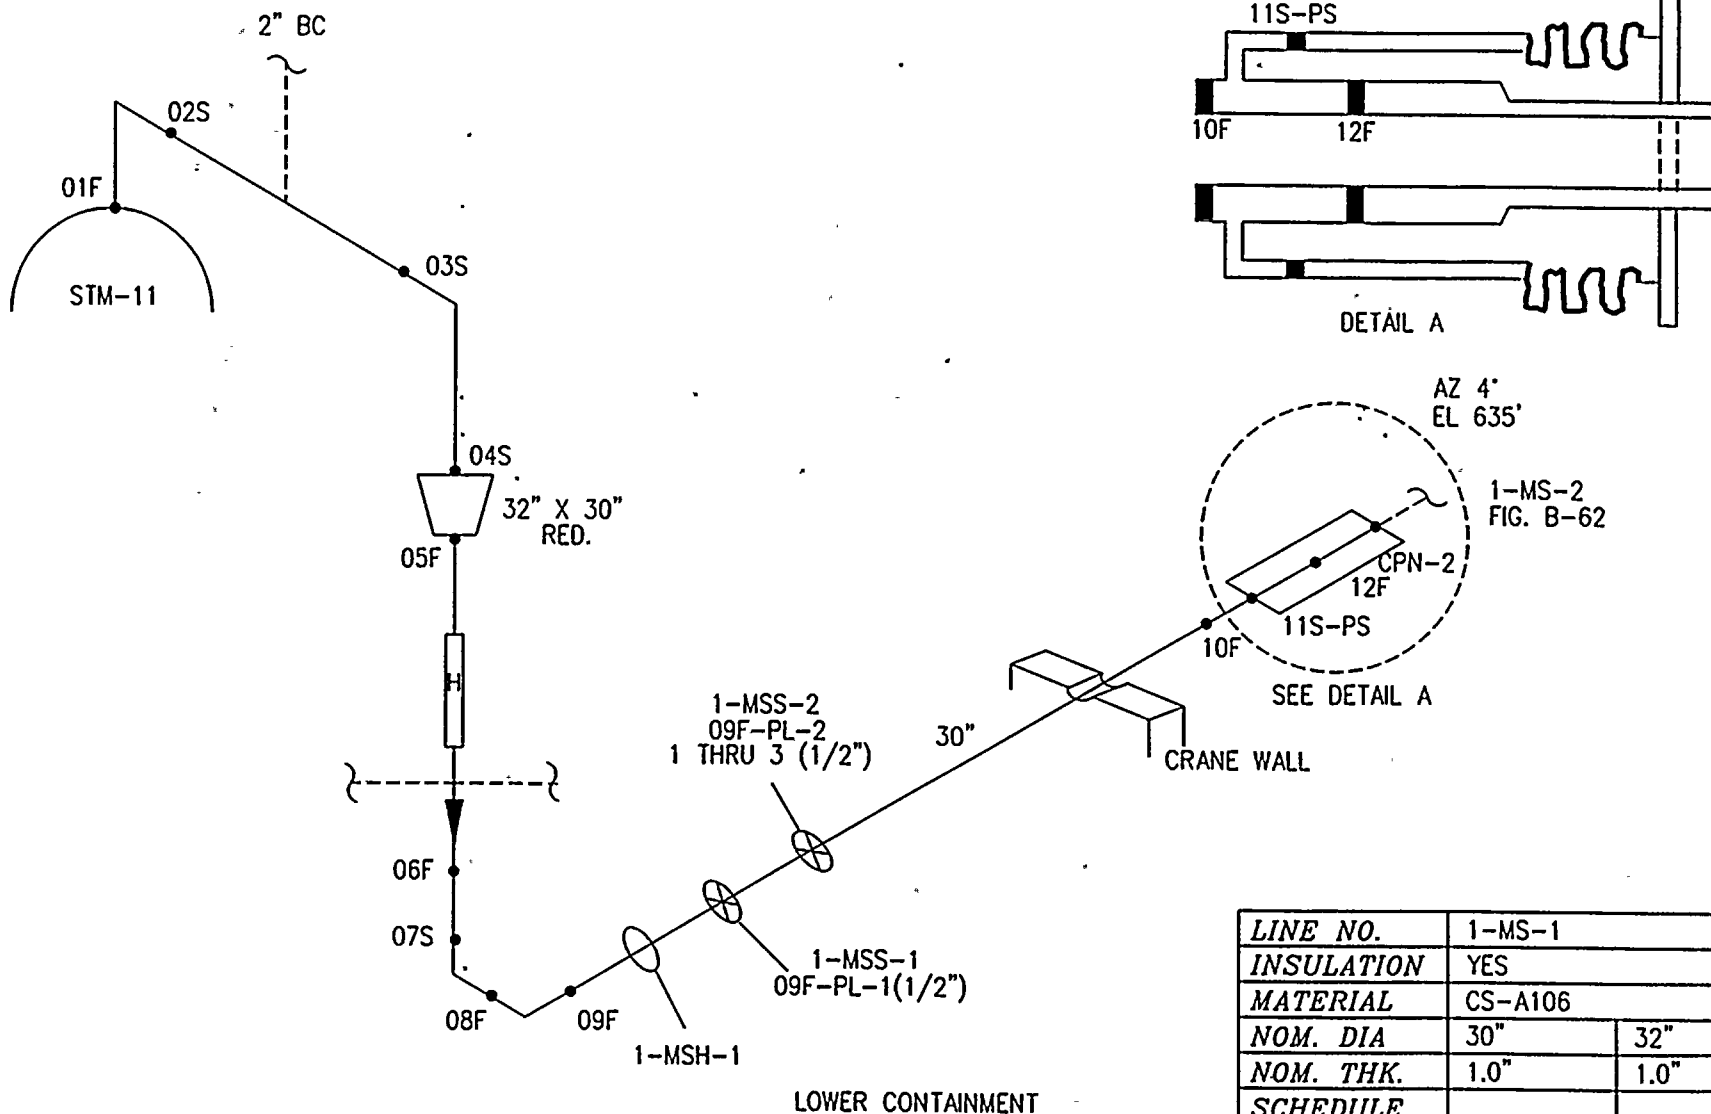 2" BC
02S
01F
STM-11
03S
04S
32" X 30"
RED.
05F
H
06F
07S
08F
09F
1-MSH-1
1-MSS-1
09F-PL-1(1/2")
1-MSS-2
09F-PL-2
1 THRU 3 (1/2")
30"
CRANE WALL
10F
11S-PS
12F
CPN-2
SEE DETAIL A
AZ 4°
EL 635'
1-MS-2
FIG. B-62
11S-PS
10F
12F
DETAIL A
LOWER CONTAINMENT
LINE NO. 1-MS-1
INSULATION YES
MATERIAL CS-A106
NOM. DIA 30" 32"
NOM. THK. 1.0" 1.0"
SCHEDULE